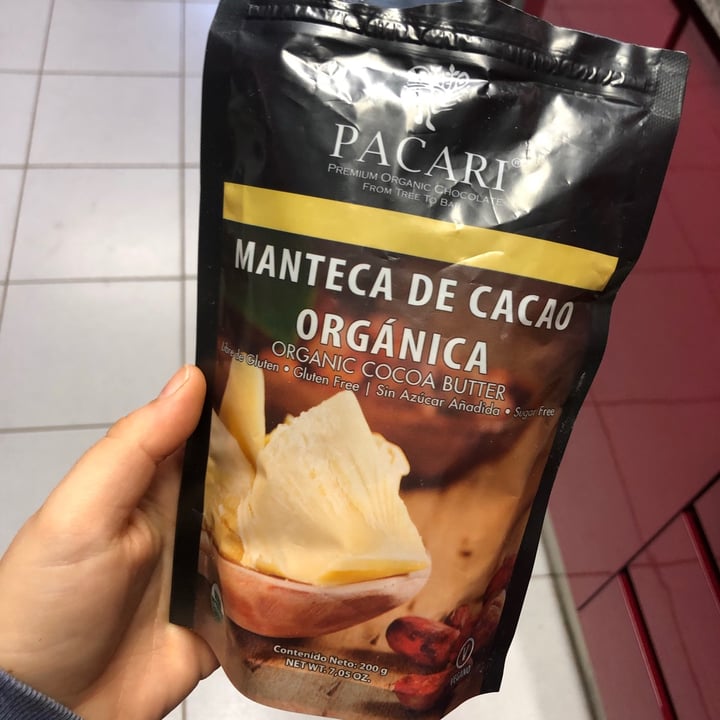 PACARI®
PREMIUM ORGANIC CHOCOLATE
FROM TREE TO BAR
MANTECA DE CACAO
ORGÁNICA
ORGANIC COCOA BUTTER
Libre de Gluten • Gluten Free | Sin Azúcar Añadida • Sugar Free
Contenido Neto: 200 g
NET WT. 7,05 OZ.
VEGANO